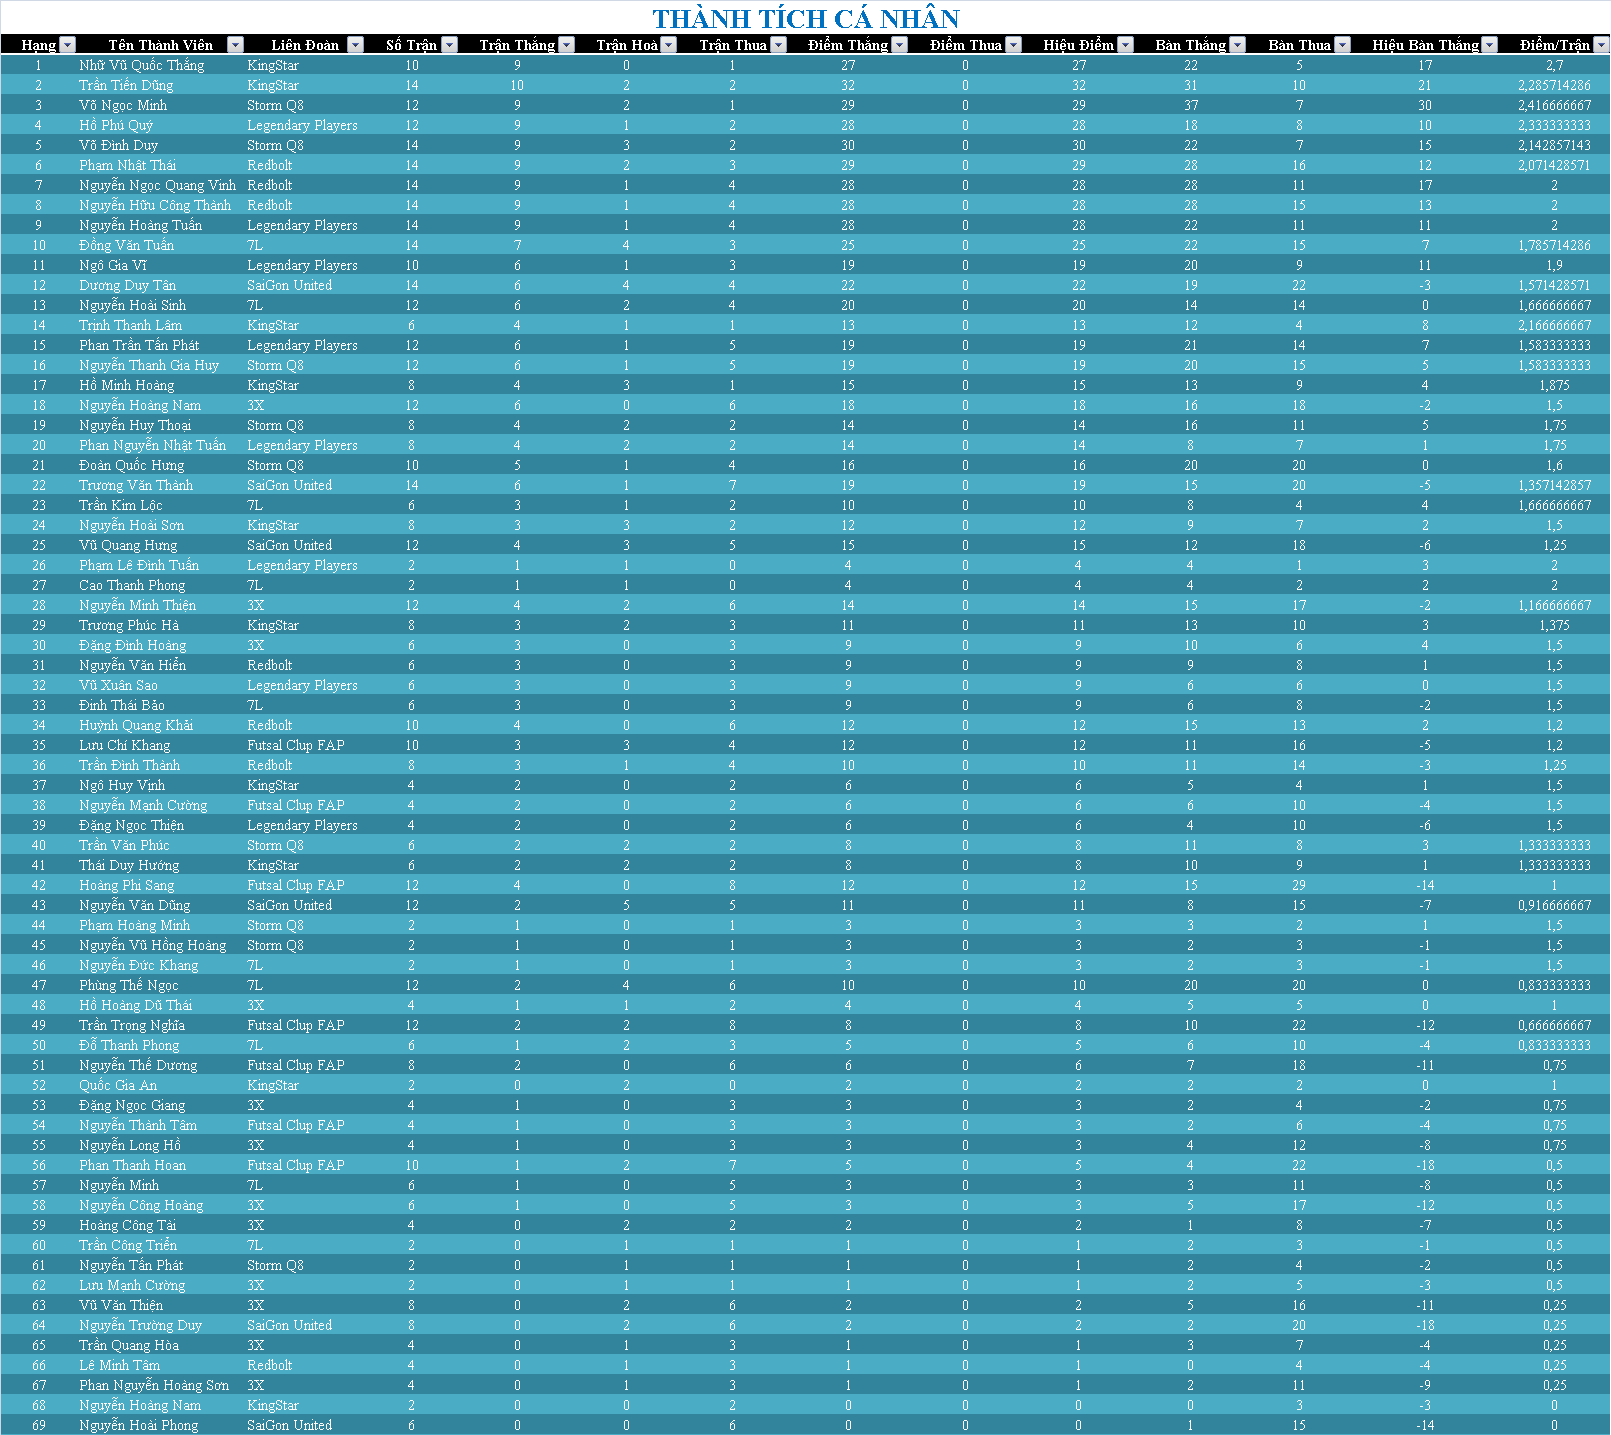 THÀNH TÍCH CÁ NHÂN
Hạng Tên Thành Viên Liên Đoàn Số Trận Trận Thắng Trận Hoà Trận Thua Điểm Thắng Điểm Thua Hiệu Điểm Bàn Thắng Bàn Thua Hiệu Bàn Thắng Điểm/Trận
1 Nhữ Vũ Quốc Thắng KingStar 10 9 0 1 27 0 27 22 5 17 2,7
2 Trần Tiến Dũng KingStar 14 10 2 2 32 0 32 31 10 21 2,285714286
3 Võ Ngọc Minh Storm Q8 12 9 2 1 29 0 29 37 7 30 2,416666667
4 Hồ Phú Quý Legendary Players 12 9 1 2 28 0 28 18 8 10 2,333333333
5 Võ Đình Duy Storm Q8 14 9 3 2 30 0 30 22 7 15 2,142857143
6 Phạm Nhật Thái Redbolt 14 9 2 3 29 0 29 28 16 12 2,071428571
7 Nguyễn Ngọc Quang Vinh Redbolt 14 9 1 4 28 0 28 28 11 17 2
8 Nguyễn Hữu Công Thành Redbolt 14 9 1 4 28 0 28 28 15 13 2
9 Nguyễn Hoàng Tuấn Legendary Players 14 9 1 4 28 0 28 22 11 11 2
10 Đồng Văn Tuấn 7L 14 7 4 3 25 0 25 22 15 7 1,785714286
11 Ngô Gia Vĩ Legendary Players 10 6 1 3 19 0 19 20 9 11 1,9
12 Dương Duy Tân SaiGon United 14 6 4 4 22 0 22 19 22 -3 1,571428571
13 Nguyễn Hoài Sinh 7L 12 6 2 4 20 0 20 14 14 0 1,666666667
14 Trịnh Thanh Lâm KingStar 6 4 1 1 13 0 13 12 4 8 2,166666667
15 Phan Trần Tấn Phát Legendary Players 12 6 1 5 19 0 19 21 14 7 1,583333333
16 Nguyễn Thanh Gia Huy Storm Q8 12 6 1 5 19 0 19 20 15 5 1,583333333
17 Hồ Minh Hoàng KingStar 8 4 3 1 15 0 15 13 9 4 1,875
18 Nguyễn Hoàng Nam 3X 12 6 0 6 18 0 18 16 18 -2 1,5
19 Nguyễn Huy Thoại Storm Q8 8 4 2 2 14 0 14 16 11 5 1,75
20 Phan Nguyễn Nhật Tuấn Legendary Players 8 4 2 2 14 0 14 8 7 1 1,75
21 Đoàn Quốc Hưng Storm Q8 10 5 1 4 16 0 16 20 20 0 1,6
22 Trương Văn Thành SaiGon United 14 6 1 7 19 0 19 15 20 -5 1,357142857
23 Trần Kim Lộc 7L 6 3 1 2 10 0 10 8 4 4 1,666666667
24 Nguyễn Hoài Sơn KingStar 8 3 3 2 12 0 12 9 7 2 1,5
25 Vũ Quang Hưng SaiGon United 12 4 3 5 15 0 15 12 18 -6 1,25
26 Phạm Lê Đình Tuấn Legendary Players 2 1 1 0 4 0 4 4 1 3 2
27 Cao Thanh Phong 7L 2 1 1 0 4 0 4 4 2 2 2
28 Nguyễn Minh Thiện 3X 12 4 2 6 14 0 14 15 17 -2 1,166666667
29 Trương Phúc Hà KingStar 8 3 2 3 11 0 11 13 10 3 1,375
30 Đặng Đình Hoàng 3X 6 3 0 3 9 0 9 10 6 4 1,5
31 Nguyễn Văn Hiển Redbolt 6 3 0 3 9 0 9 9 8 1 1,5
32 Vũ Xuân Sao Legendary Players 6 3 0 3 9 0 9 6 6 0 1,5
33 Đinh Thái Bảo 7L 6 3 0 3 9 0 9 6 8 -2 1,5
34 Huỳnh Quang Khải Redbolt 10 4 0 6 12 0 12 15 13 2 1,2
35 Lưu Chí Khang Futsal Clup FAP 10 3 3 4 12 0 12 11 16 -5 1,2
36 Trần Đình Thành Redbolt 8 3 1 4 10 0 10 11 14 -3 1,25
37 Ngô Huy Vịnh KingStar 4 2 0 2 6 0 6 5 4 1 1,5
38 Nguyễn Mạnh Cường Futsal Clup FAP 4 2 0 2 6 0 6 6 10 -4 1,5
39 Đặng Ngọc Thiện Legendary Players 4 2 0 2 6 0 6 4 10 -6 1,5
40 Trần Văn Phúc Storm Q8 6 2 2 2 8 0 8 11 8 3 1,333333333
41 Thái Duy Hướng KingStar 6 2 2 2 8 0 8 10 9 1 1,333333333
42 Hoàng Phi Sang Futsal Clup FAP 12 4 0 8 12 0 12 15 29 -14 1
43 Nguyễn Văn Dũng SaiGon United 12 2 5 5 11 0 11 8 15 -7 0,916666667
44 Phạm Hoàng Minh Storm Q8 2 1 0 1 3 0 3 3 2 1 1,5
45 Nguyễn Vũ Hồng Hoàng Storm Q8 2 1 0 1 3 0 3 2 3 -1 1,5
46 Nguyễn Đức Khang 7L 2 1 0 1 3 0 3 2 3 -1 1,5
47 Phùng Thế Ngọc 7L 12 2 4 6 10 0 10 20 20 0 0,833333333
48 Hồ Hoàng Dũ Thái 3X 4 1 1 2 4 0 4 5 5 0 1
49 Trần Trọng Nghĩa Futsal Clup FAP 12 2 2 8 8 0 8 10 22 -12 0,666666667
50 Đỗ Thanh Phong 7L 6 1 2 3 5 0 5 6 10 -4 0,833333333
51 Nguyễn Thế Dương Futsal Clup FAP 8 2 0 6 6 0 6 7 18 -11 0,75
52 Quốc Gia An KingStar 2 0 2 0 2 0 2 2 2 0 1
53 Đặng Ngọc Giang 3X 4 1 0 3 3 0 3 2 4 -2 0,75
54 Nguyễn Thành Tâm Futsal Clup FAP 4 1 0 3 3 0 3 2 6 -4 0,75
55 Nguyễn Long Hồ 3X 4 1 0 3 3 0 3 4 12 -8 0,75
56 Phan Thanh Hoan Futsal Clup FAP 10 1 2 7 5 0 5 4 22 -18 0,5
57 Nguyễn Minh 7L 6 1 0 5 3 0 3 3 11 -8 0,5
58 Nguyễn Công Hoàng 3X 6 1 0 5 3 0 3 5 17 -12 0,5
59 Hoàng Công Tài 3X 4 0 2 2 2 0 2 1 8 -7 0,5
60 Trần Công Triển 7L 2 0 1 1 1 0 1 2 3 -1 0,5
61 Nguyễn Tấn Phát Storm Q8 2 0 1 1 1 0 1 2 4 -2 0,5
62 Lưu Mạnh Cường 3X 2 0 1 1 1 0 1 2 5 -3 0,5
63 Vũ Văn Thiện 3X 8 0 2 6 2 0 2 5 16 -11 0,25
64 Nguyễn Trường Duy SaiGon United 8 0 2 6 2 0 2 2 20 -18 0,25
65 Trần Quang Hòa 3X 4 0 1 3 1 0 1 3 7 -4 0,25
66 Lê Minh Tâm Redbolt 4 0 1 3 1 0 1 0 4 -4 0,25
67 Phan Nguyễn Hoàng Sơn 3X 4 0 1 3 1 0 1 2 11 -9 0,25
68 Nguyễn Hoàng Nam KingStar 2 0 0 2 0 0 0 0 3 -3 0
69 Nguyễn Hoài Phong SaiGon United 6 0 0 6 0 0 0 1 15 -14 0